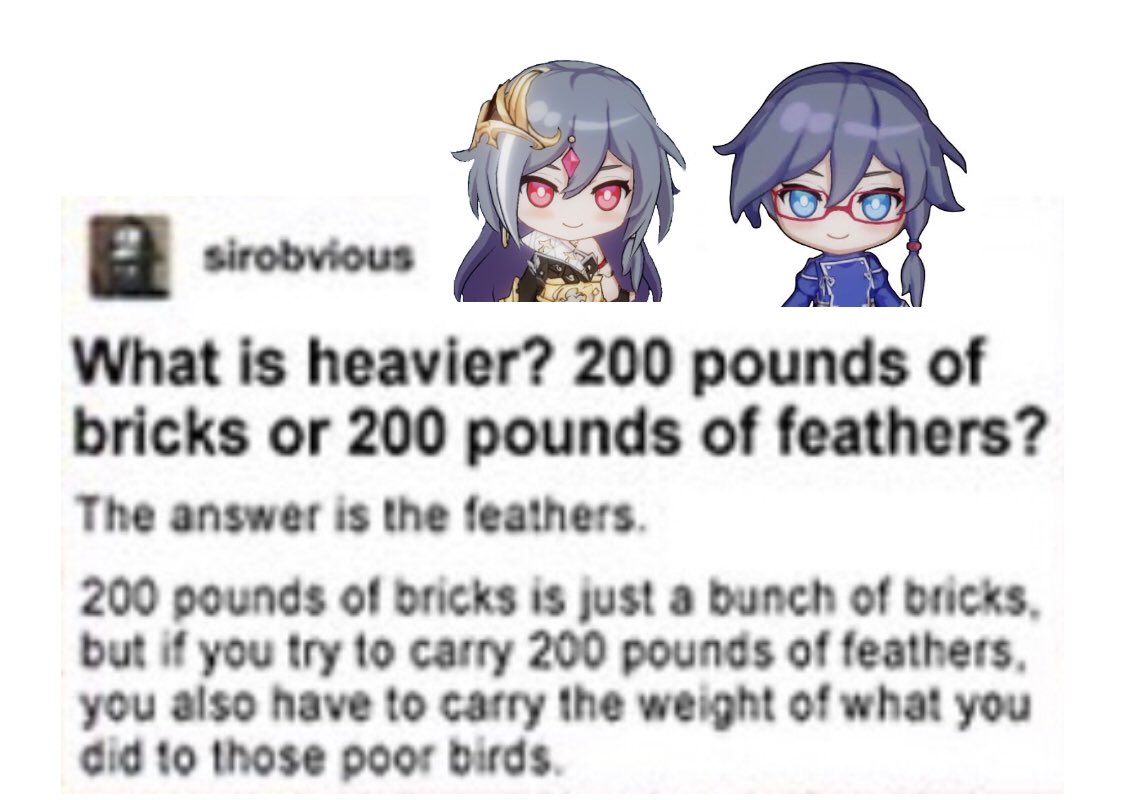 sirobvious
What is heavier? 200 pounds of
bricks or 200 pounds of feathers?
The answer is the feathers.
200 pounds of bricks is just a bunch of bricks,
but if you try to carry 200 pounds of feathers,
you also have to carry the weight of what you
did to those poor birds.